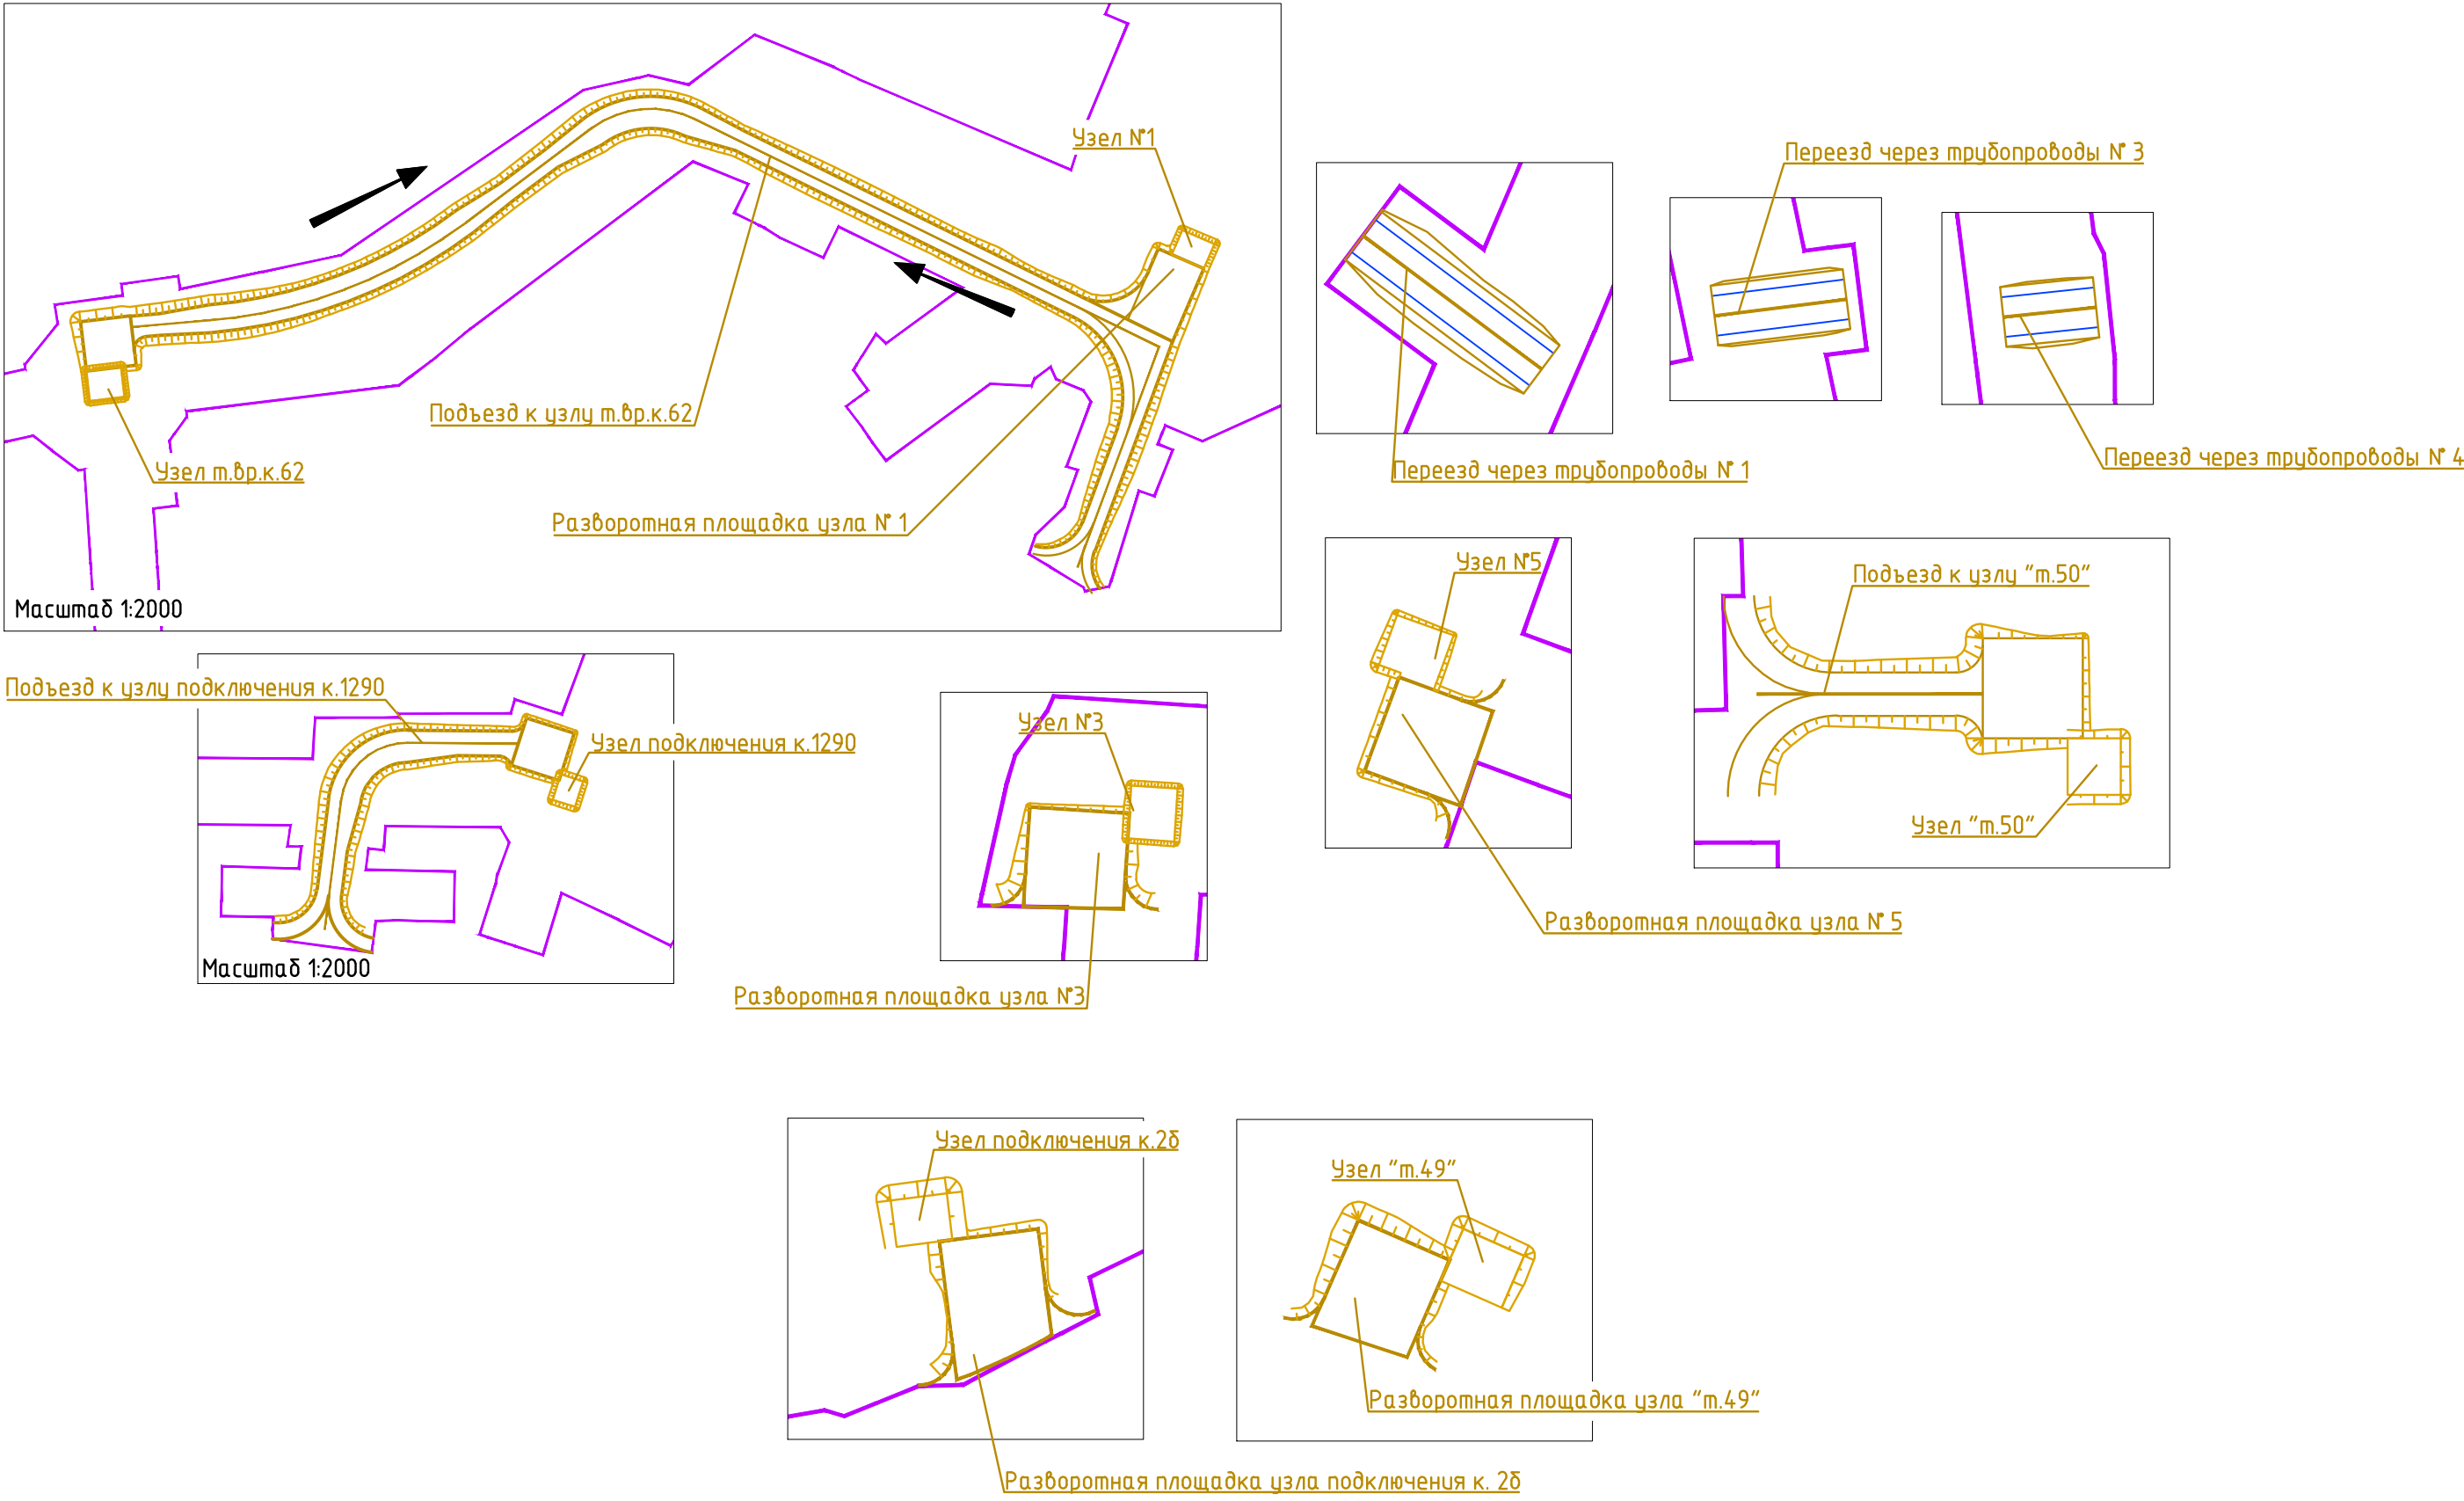 Узел №1
Переезд через трубопроводы № 3
Подъезд к узлу т.вр.к.62
Узел т.вр.к.62
Переезд через трубопроводы № 1
Переезд через трубопроводы № 4
Разворотная площадка узла № 1
Масштаб 1:2000
Узел №5
Подъезд к узлу "т.50"
Подъезд к узлу подключения к.1290
Узел №3
Узел подключения к.1290
Узел "т.50"
Разворотная площадка узла № 5
Масштаб 1:2000
Разворотная площадка узла №3
Узел подключения к.2б
Узел "т.49"
Разворотная площадка узла "т.49"
Разворотная площадка узла подключения к. 2б